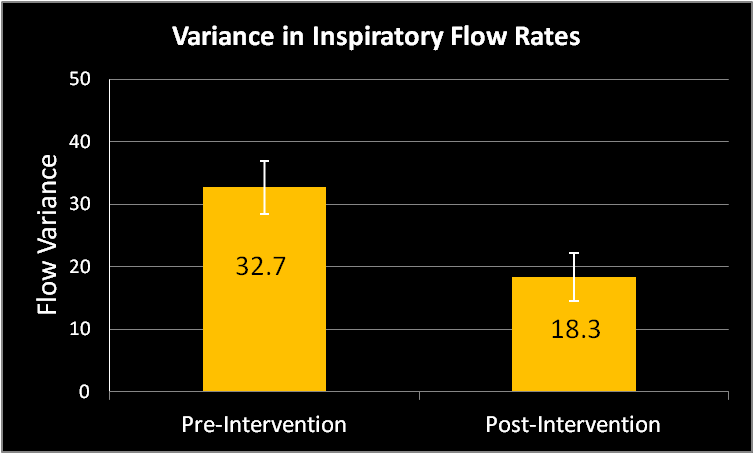 Variance in Inspiratory Flow Rates
50
40
30
20
10
0
Flow Variance
32.7
18.3
Pre-Intervention
Post-Intervention